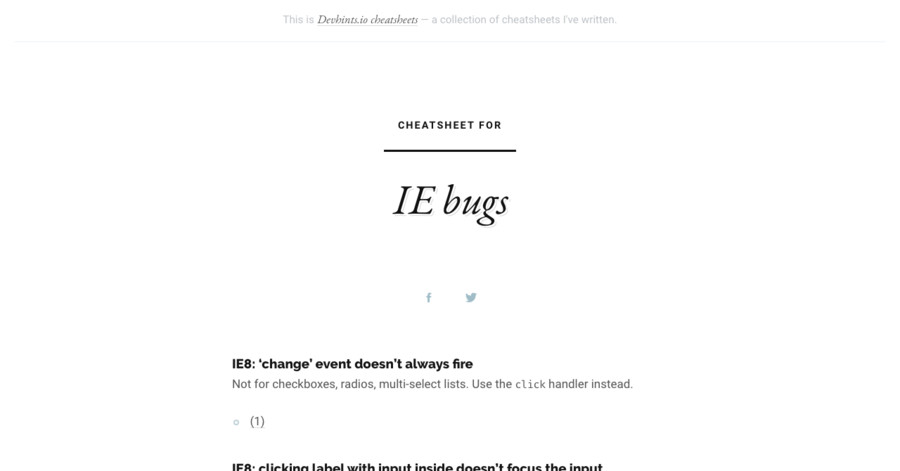 This is Devhints.io cheatsheets — a collection of cheatsheets I've written.
CHEATSHEET FOR
IE bugs
IE8: ‘change’ event doesn’t always fire
Not for checkboxes, radios, multi-select lists. Use the click handler instead.
(1)
IE8: clicking label with input inside doesn’t focus the input